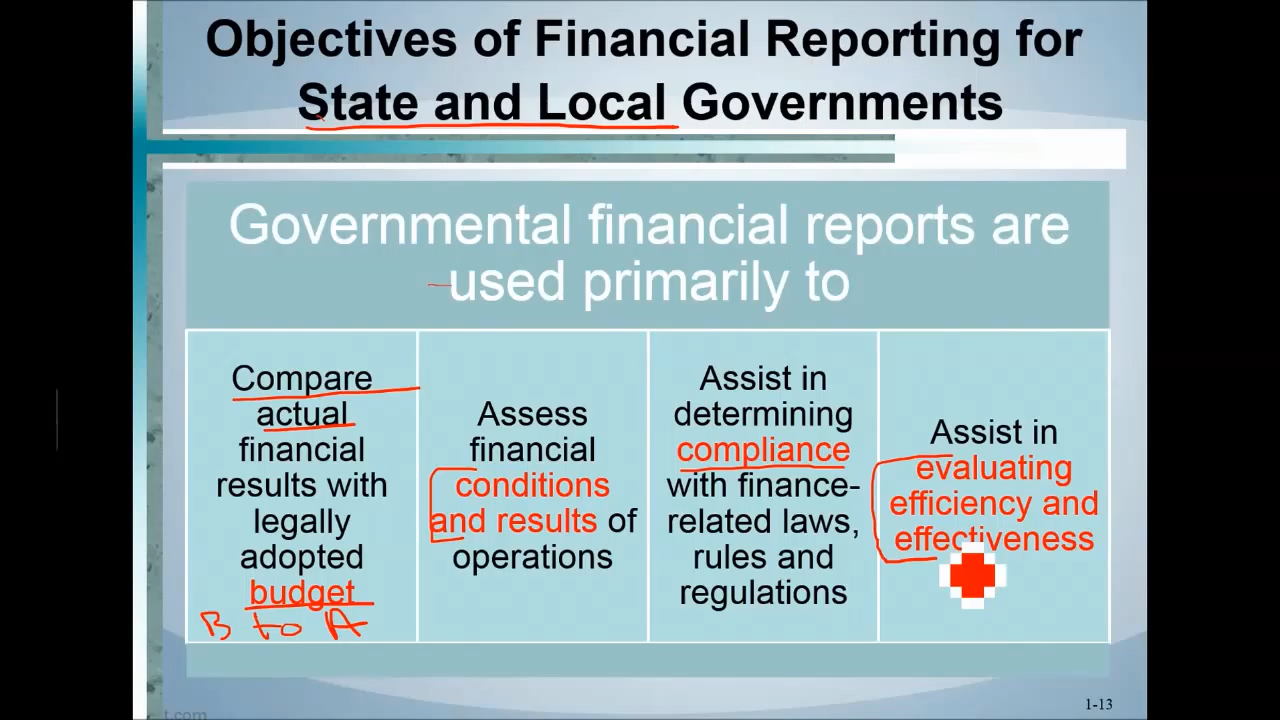 Objectives of Financial Reporting for
State and Local Governments
Governmental financial reports are
used primarily to
Compare
actual
financial
results with
legally
adopted
budget
B to A
Assess
financial
conditions
and results of
operations
Assist in
determining
compliance
with finance-
related laws,
rules and
regulations
Assist in
evaluating
efficiency and
effectiveness
1-13
t.com